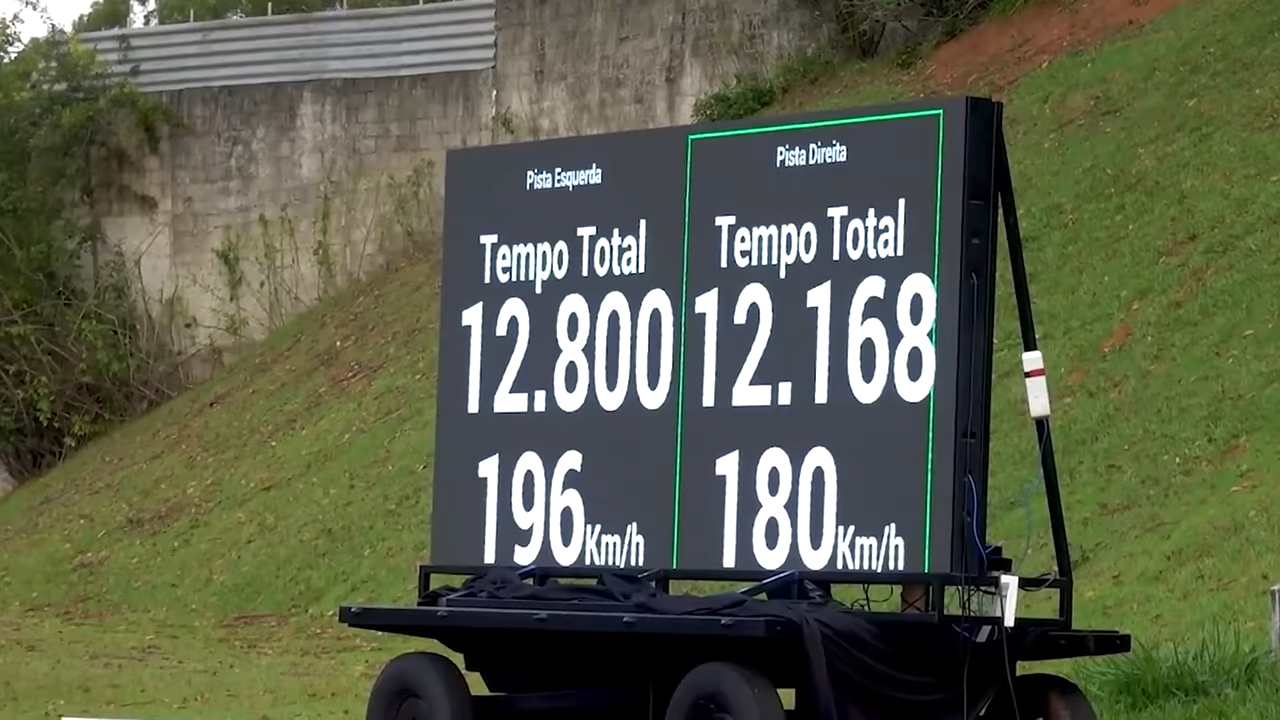 Pista Esquerda
Tempo Total
12.800
196 Km/h
Pista Direita
Tempo Total
12.168
180 Km/h